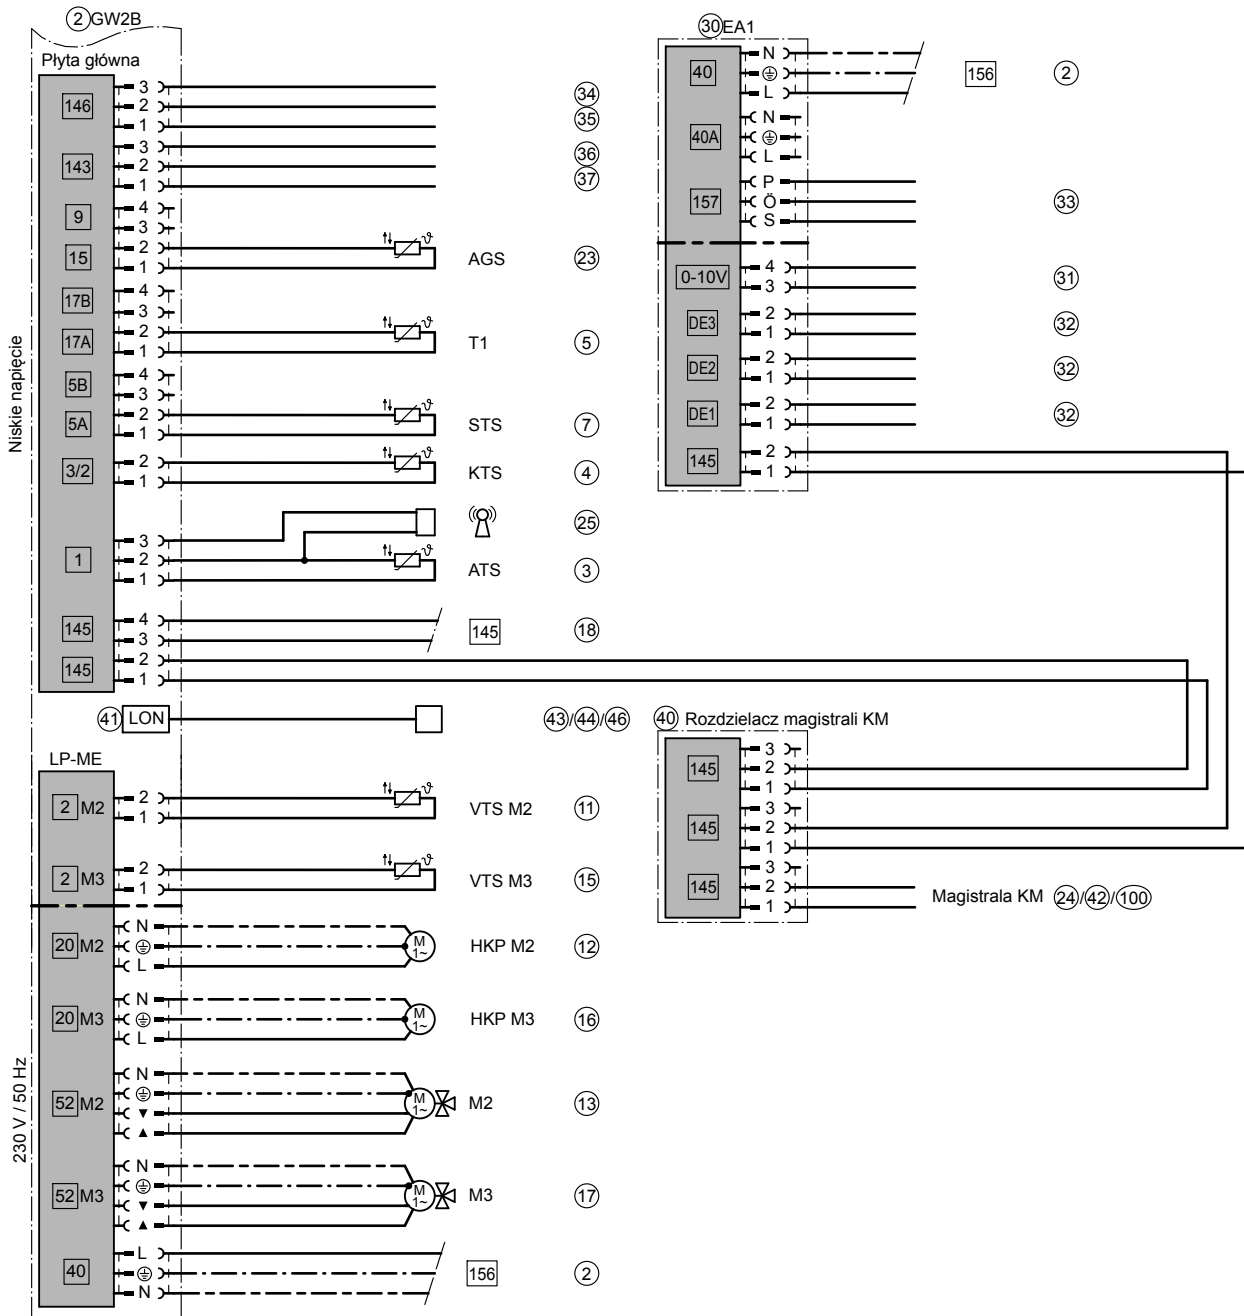 2 GW2B
Płyta główna
Niskie napięcie
146
3
2
1
34
35
143
3
2
1
36
37
9
4
3
15
2
1
AGS 23
17B
4
3
17A
2
1
T1 5
5B
4
3
5A
2
1
STS 7
3/2
2
1
KTS 4
25
1
3
2
1
ATS 3
145
4
3
145 18
145
2
1
41 LON
43/44/46
LP-ME
2 M2
2
1
VTS M2 11
2 M3
2
1
VTS M3 15
230 V / 50 Hz
20 M2
N
L
M
1~
HKP M2 12
20 M3
N
L
M
1~
HKP M3 16
52 M2
N
▼
▲
M
1~
M2 13
52 M3
N
▼
▲
M
1~
M3 17
40
L
N
156 2
30 EA1
40
N
L
156 2
40A
N
L
157
P
Ö
S
33
0-10V
4
3
31
DE3
2
1
32
DE2
2
1
32
DE1
2
1
32
145
2
1
40 Rozdzielacz magistrali KM
145
3
2
1
145
3
2
1
145
3
2
1
Magistrala KM 24/42/100